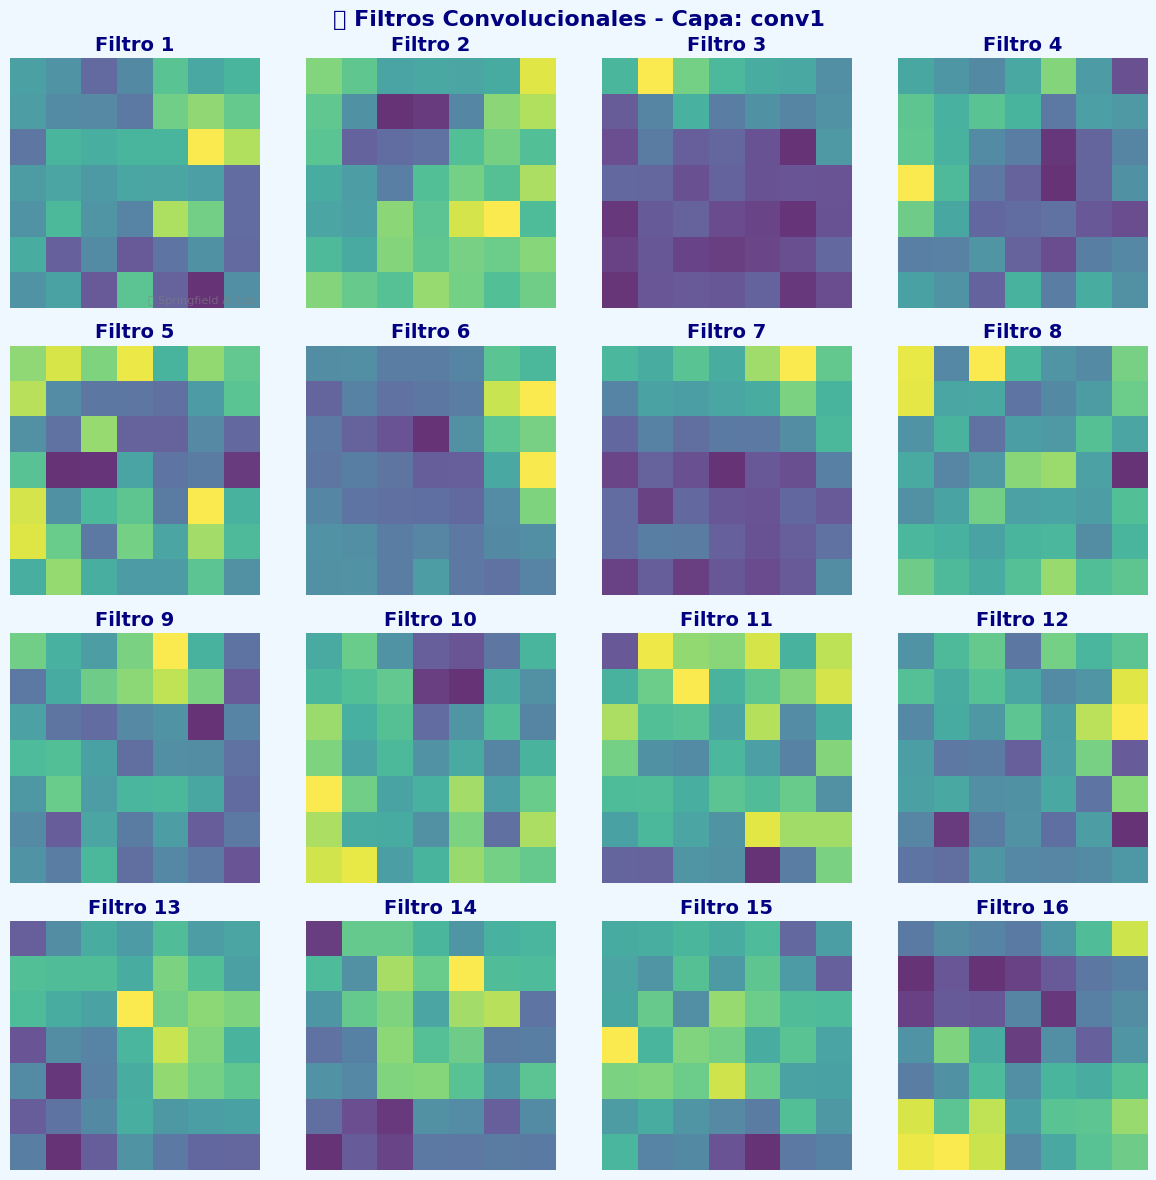 Filtros Convolucionales - Capa: conv1
Filtro 1
Filtro 2
Filtro 3
Filtro 4
Springfield
Filtro 5
Filtro 6
Filtro 7
Filtro 8
Filtro 9
Filtro 10
Filtro 11
Filtro 12
Filtro 13
Filtro 14
Filtro 15
Filtro 16